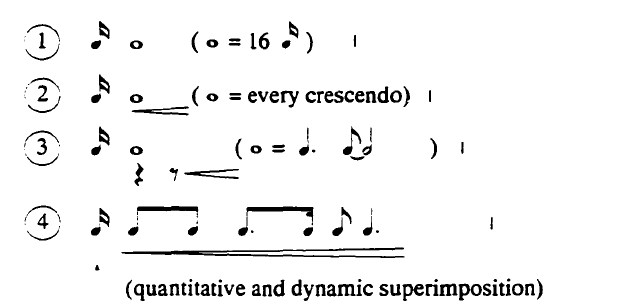 1 𝅘𝅥𝅯 𝅝 ( 𝅝 = 16 𝅘𝅥𝅯 ) |
2 𝅘𝅥𝅯 𝅝 ( 𝅝 = every crescendo) |
3 𝅘𝅥𝅯 𝅝 ( 𝅝 = 𝅘𝅥. 𝅘𝅥𝅮 𝅗𝅥 ) |
4
(quantitative and dynamic superimposition)